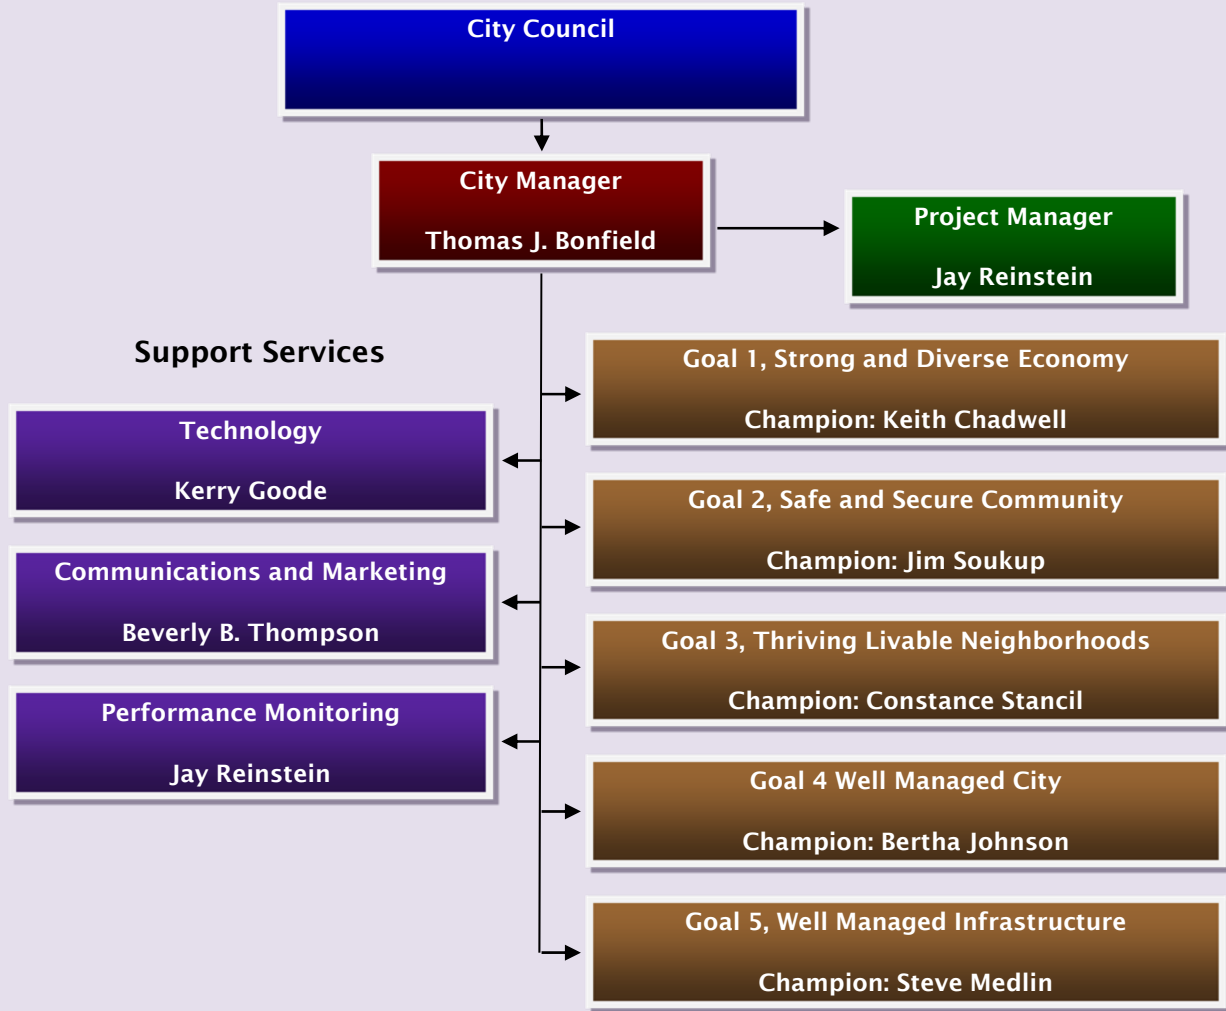 City Council
City Manager
Thomas J. Bonfield
Project Manager
Jay Reinstein
Support Services
Technology
Kerry Goode
Communications and Marketing
Beverly B. Thompson
Performance Monitoring
Jay Reinstein
Goal 1, Strong and Diverse Economy
Champion: Keith Chadwell
Goal 2, Safe and Secure Community
Champion: Jim Soukup
Goal 3, Thriving Livable Neighborhoods
Champion: Constance Stancil
Goal 4 Well Managed City
Champion: Bertha Johnson
Goal 5, Well Managed Infrastructure
Champion: Steve Medlin